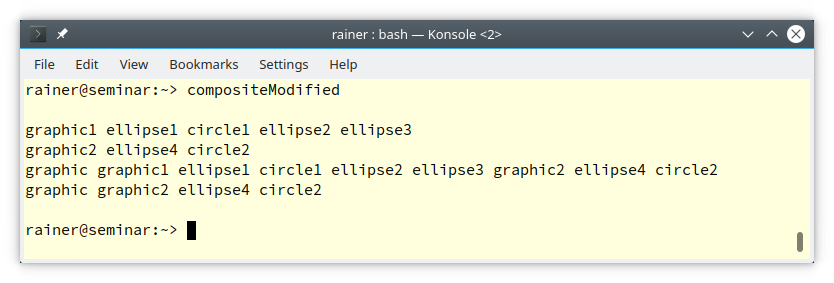 rainer : bash — Konsole <2>
File Edit View Bookmarks Settings Help
rainer@seminar:~> compositeModified
graphic1 ellipse1 circle1 ellipse2 ellipse3
graphic2 ellipse4 circle2
graphic graphic1 ellipse1 circle1 ellipse2 ellipse3 graphic2 ellipse4 circle2
graphic graphic2 ellipse4 circle2
rainer@seminar:~>